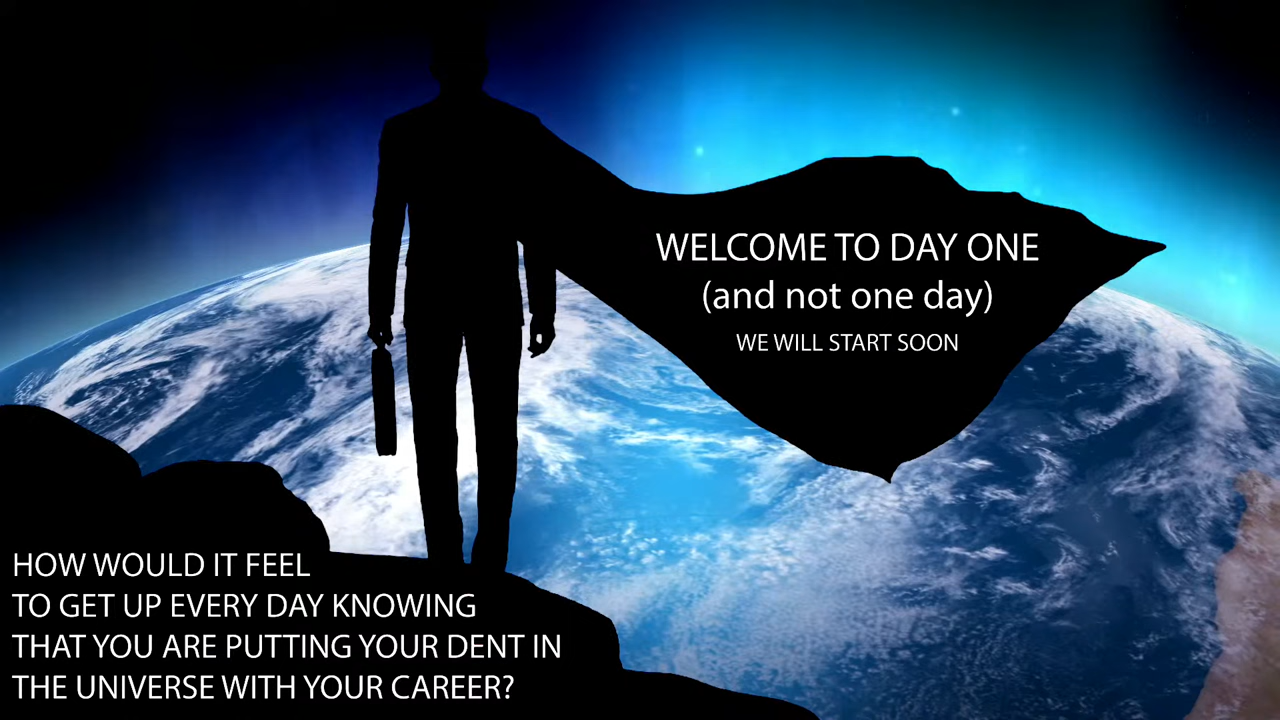 WELCOME TO DAY ONE
(and not one day)
WE WILL START SOON
HOW WOULD IT FEEL
TO GET UP EVERY DAY KNOWING
THAT YOU ARE PUTTING YOUR DENT IN
THE UNIVERSE WITH YOUR CAREER?